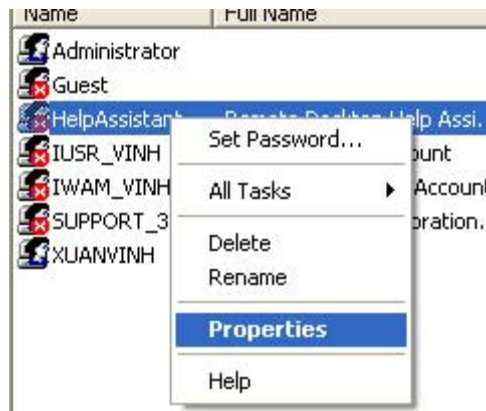 Name Full Name
Administrator
Guest
HelpAssistant Remote Desktop Help Assi.
Set Password...
IUSR_VINH ount
IWAM_VINH Account
All Tasks
SUPPORT_3 oration.
Delete
XUANVINH
Rename
Properties
Help